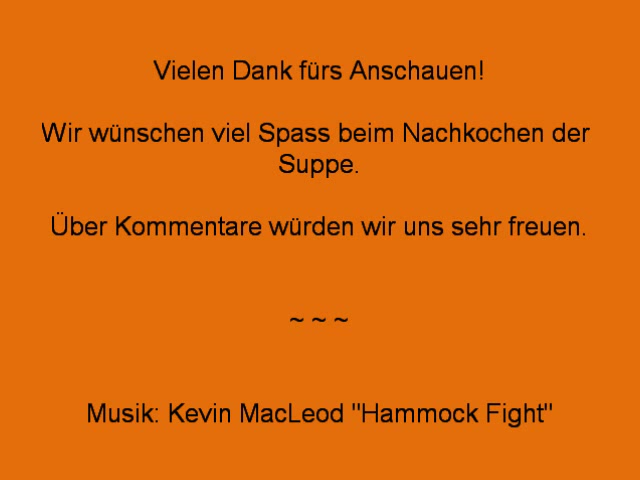 Vielen Dank fürs Anschauen!
Wir wünschen viel Spass beim Nachkochen der
Suppe.
Über Kommentare würden wir uns sehr freuen.
~ ~ ~
Musik: Kevin MacLeod "Hammock Fight"